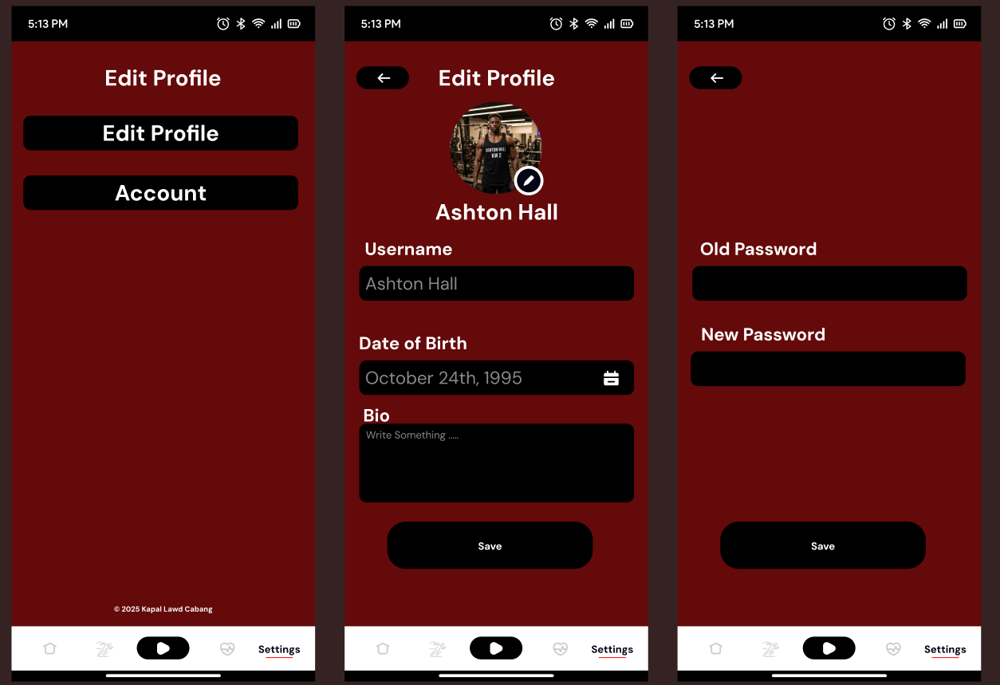 5:13 PM
Edit Profile
Edit Profile
Account
© 2025 Kapal Lawd Cabang
Settings
5:13 PM
Edit Profile
ASHTON HALL
KW 2
Ashton Hall
Username
Ashton Hall
Date of Birth
October 24th, 1995
Bio
Write Something .....
Save
Settings
5:13 PM
Old Password
New Password
Save
Settings